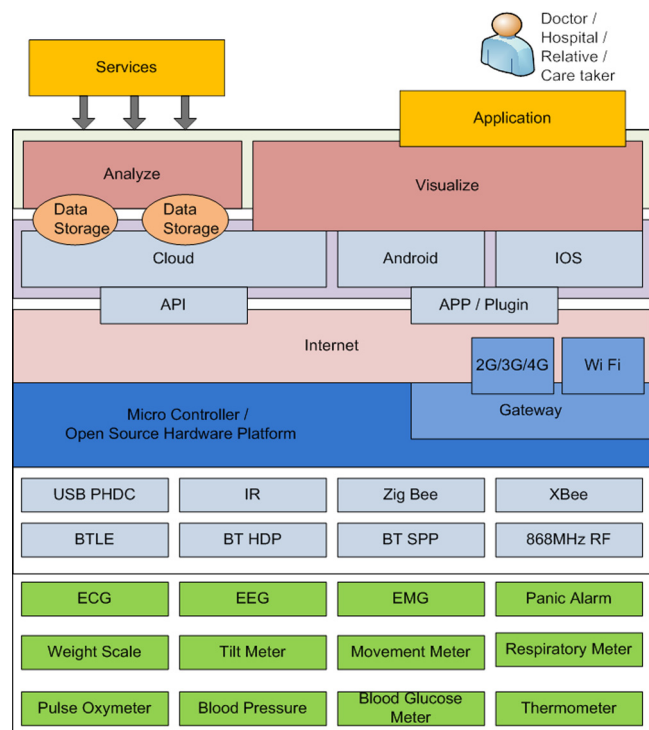 Doctor /
Hospital /
Relative /
Care taker
Services
Application
Analyze
Visualize
Data
Storage
Data
Storage
Cloud
Android
IOS
API
APP / Plugin
Internet
2G/3G/4G
Wi Fi
Micro Controller /
Open Source Hardware Platform
Gateway
USB PHDC
IR
Zig Bee
XBee
BTLE
BT HDP
BT SPP
868MHz RF
ECG
EEG
EMG
Panic Alarm
Weight Scale
Tilt Meter
Movement Meter
Respiratory Meter
Pulse Oxymeter
Blood Pressure
Blood Glucose
Meter
Thermometer